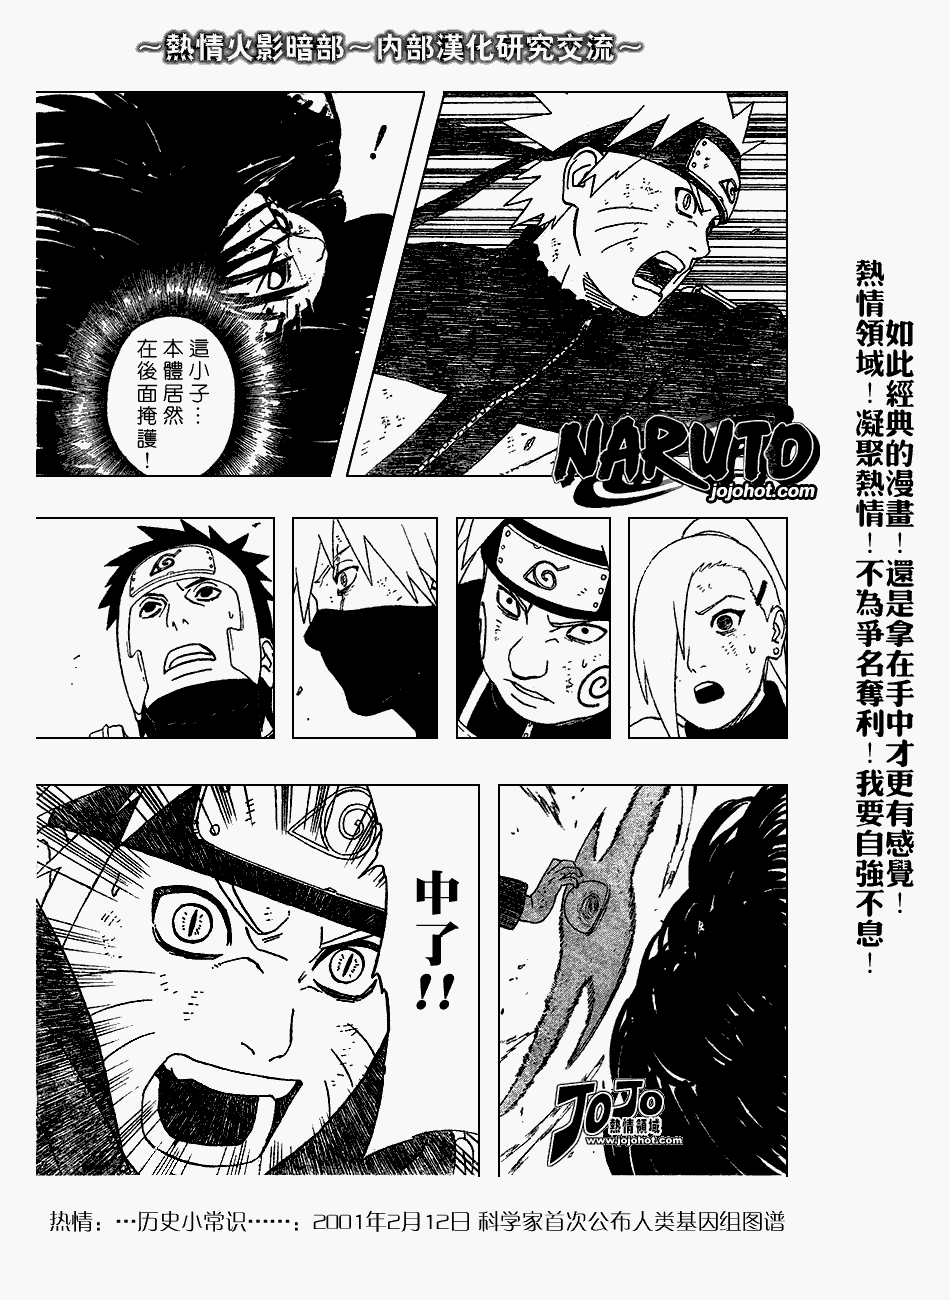 ～熱情火影暗部～内部漢化研究交流～
！
這小子…
本體居然
在後面掩護！
NARUTO
jojohot.com
如此經典的漫畫！還是拿在手中才更有感覺！
熱情領域！凝聚熱情！不為爭名奪利！我要自強不息！
中了!!
JOJO
熱情領域
www.jojohot.com
热情：…历史小常识……：2001年2月12日 科学家首次公布人类基因组图谱